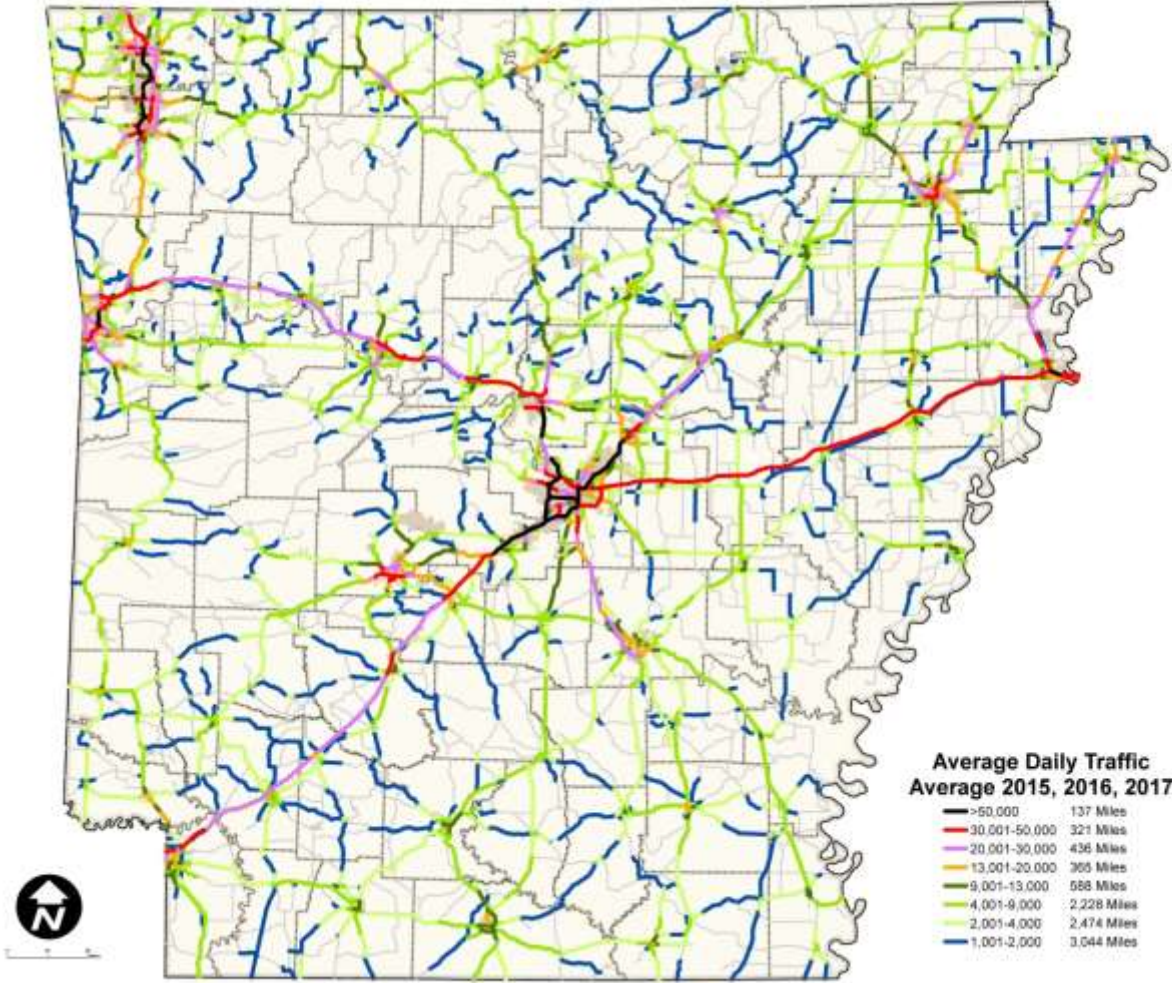 Average Daily Traffic
Average 2015, 2016, 2017
>50,000 137 Miles
30,001-50,000 321 Miles
20,001-30,000 436 Miles
13,001-20,000 365 Miles
9,001-13,000 588 Miles
4,001-9,000 2,228 Miles
2,001-4,000 2,474 Miles
1,001-2,000 3,044 Miles
N